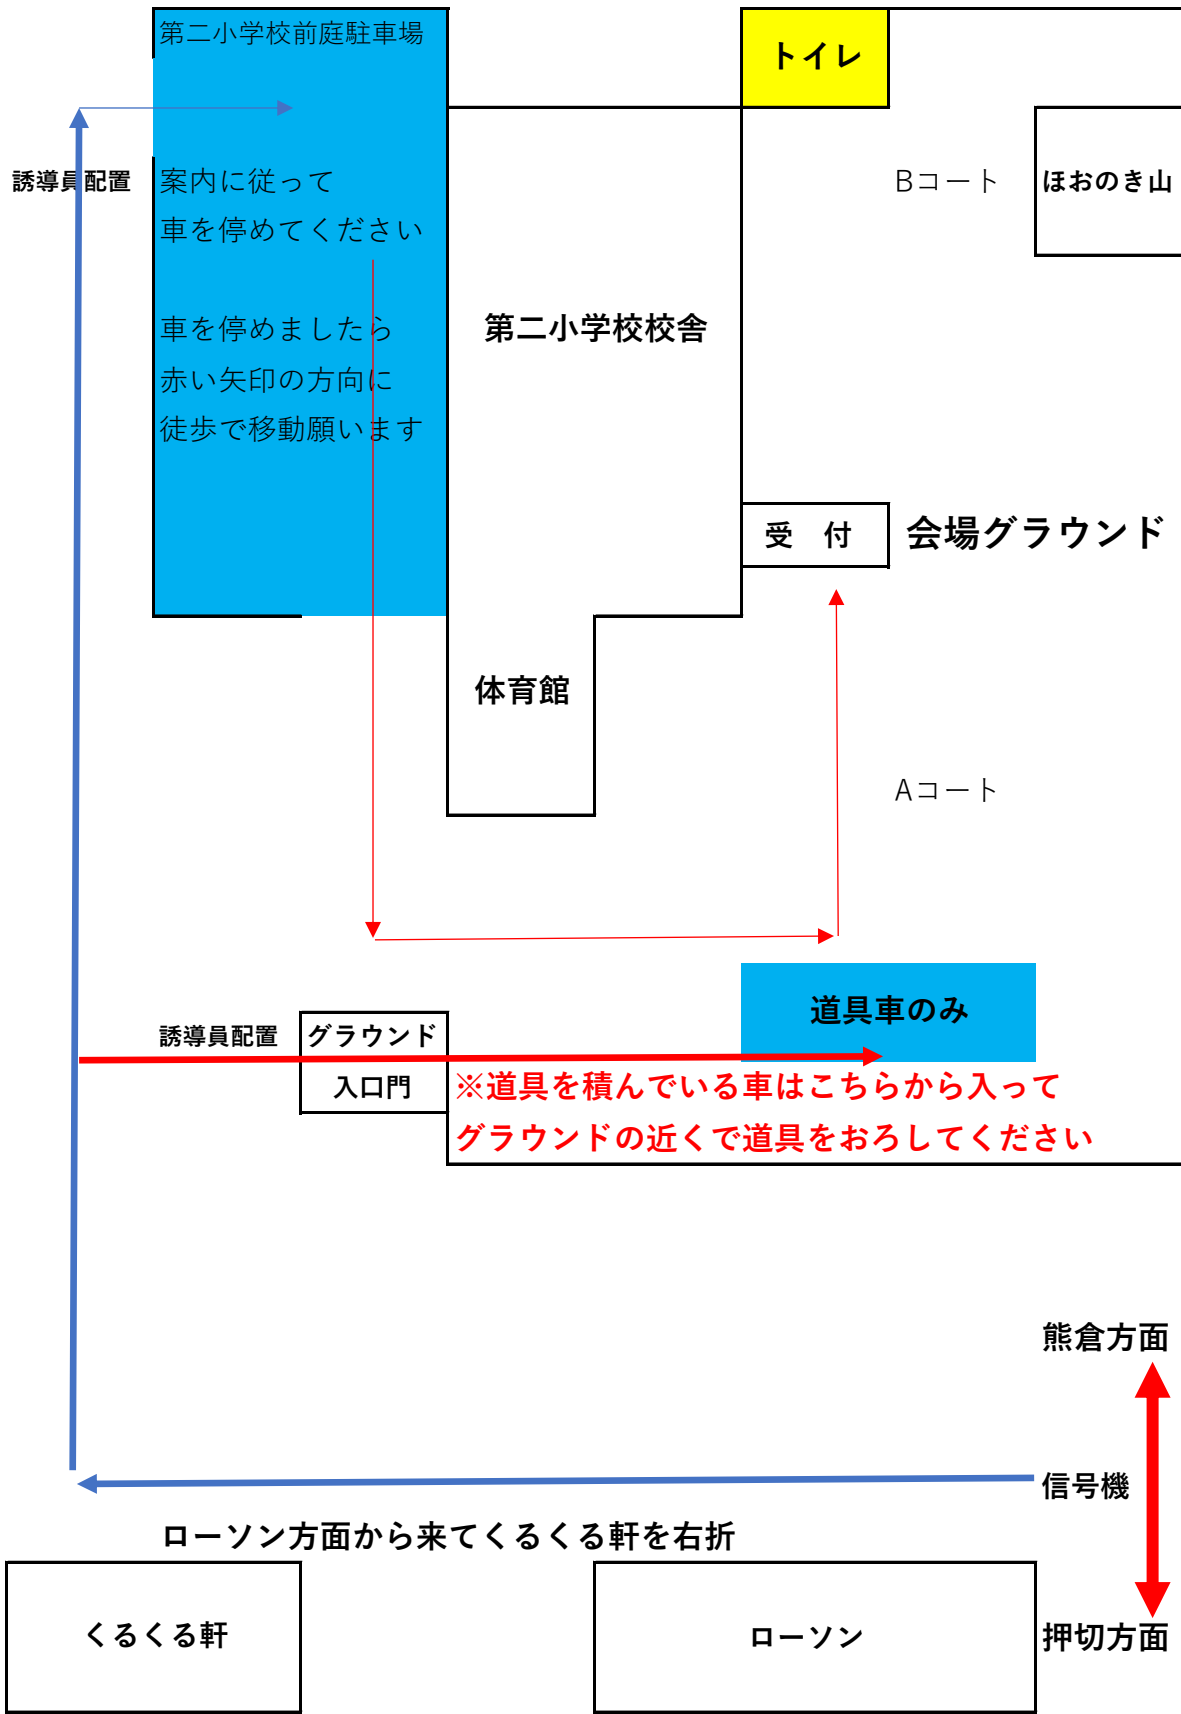 第二小学校前庭駐車場
トイレ
誘導員配置
案内に従って
車を停めてください
Bコート
ほおのき山
車を停めましたら
赤い矢印の方向に
徒歩で移動願います
第二小学校校舎
受　付
会場グラウンド
体育館
Aコート
道具車のみ
誘導員配置
グラウンド
入口門
※道具を積んでいる車はこちらから入って
グラウンドの近くで道具をおろしてください
熊倉方面
信号機
ローソン方面から来てくるくる軒を右折
くるくる軒
ローソン
押切方面